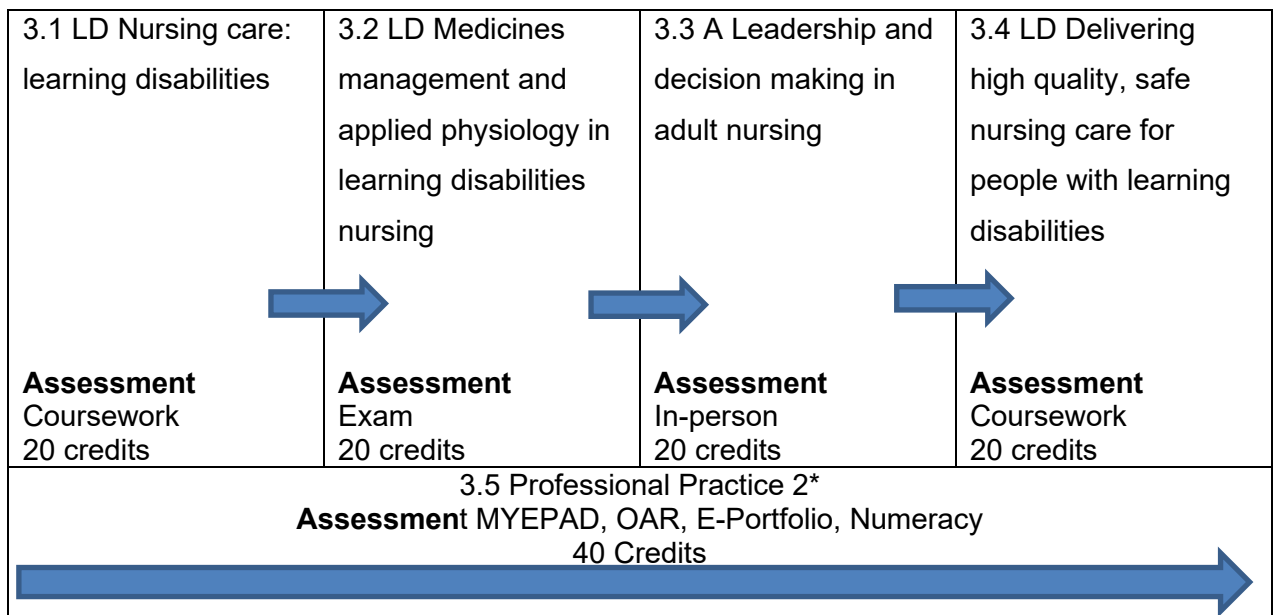 3.1 LD Nursing care:
learning disabilities
Assessment
Coursework
20 credits
3.2 LD Medicines
management and
applied physiology in
learning disabilities
nursing
Assessment
Exam
20 credits
3.3 A Leadership and
decision making in
adult nursing
Assessment
In-person
20 credits
3.4 LD Delivering
high quality, safe
nursing care for
people with learning
disabilities
Assessment
Coursework
20 credits
3.5 Professional Practice 2*
Assessment MYEPAD, OAR, E-Portfolio, Numeracy
40 Credits